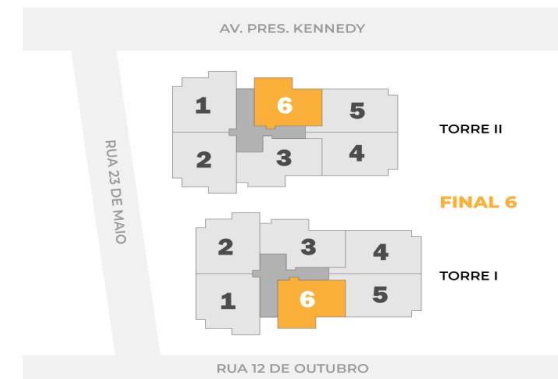 AV. PRES. KENNEDY
RUA 23 DE MAIO
1
6
5
TORRE II
2
3
4
FINAL 6
2
3
4
TORRE I
1
6
5
RUA 12 DE OUTUBRO